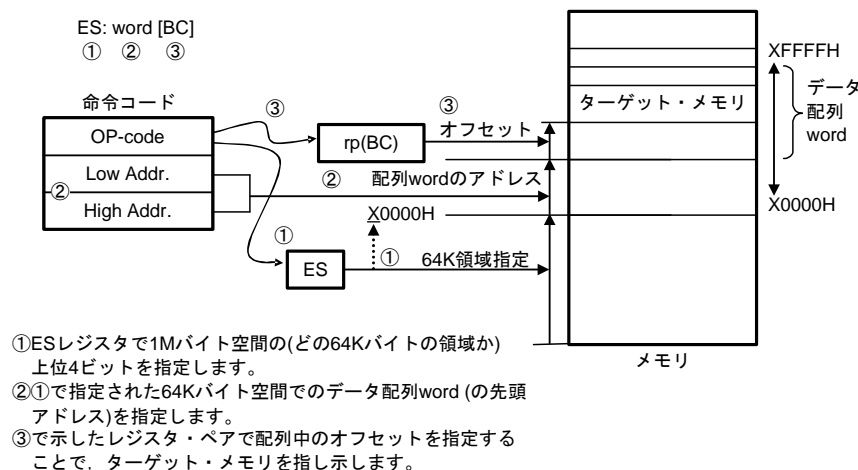 ES: word [BC]
① ② ③
命令コード
OP-code
Low Addr.
②
High Addr.
③
rp(BC)
③
オフセット
② 配列wordのアドレス
X0000H
①
ES
① 64K領域指定
ターゲット・メモリ
メモリ
XFFFFH
データ
配列
word
X0000H
①ESレジスタで1Mバイト空間の(どの64Kバイトの領域か)
上位4ビットを指定します。
②①で指定された64Kバイト空間でのデータ配列word (の先頭
アドレス)を指定します。
③で示したレジスタ・ペアで配列中のオフセットを指定する
ことで，ターゲット・メモリを指し示します。